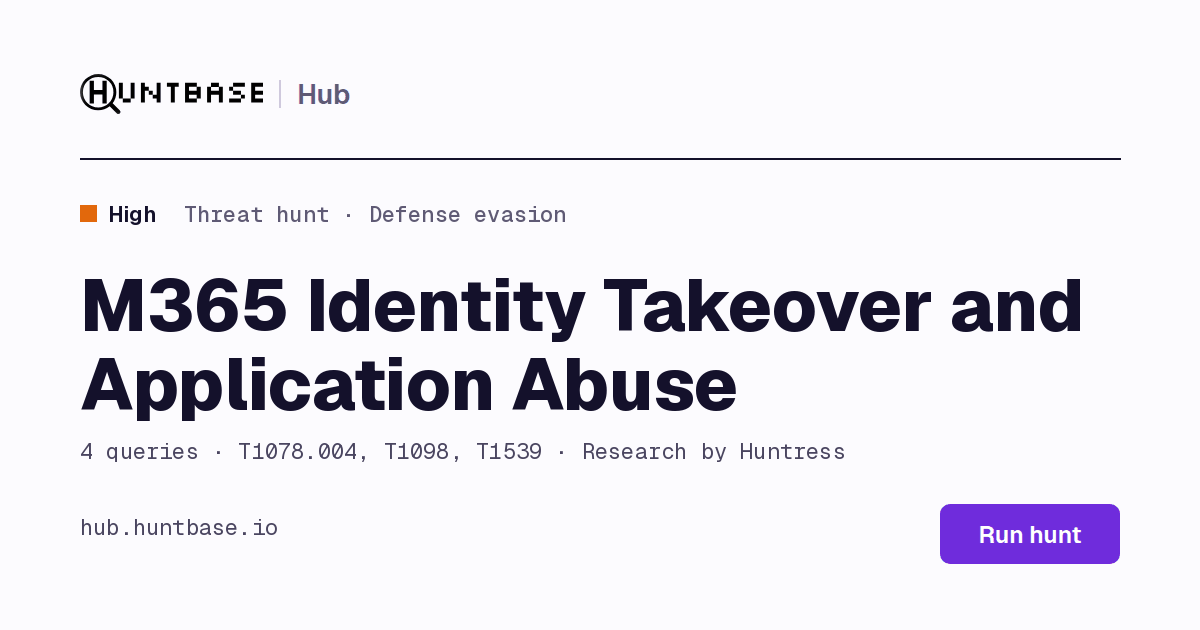 HUNTBASE | Hub
High Threat hunt · Defense evasion
M365 Identity Takeover and
Application Abuse
4 queries · T1078.004, T1098, T1539 · Research by Huntress
hub.huntbase.io
Run hunt